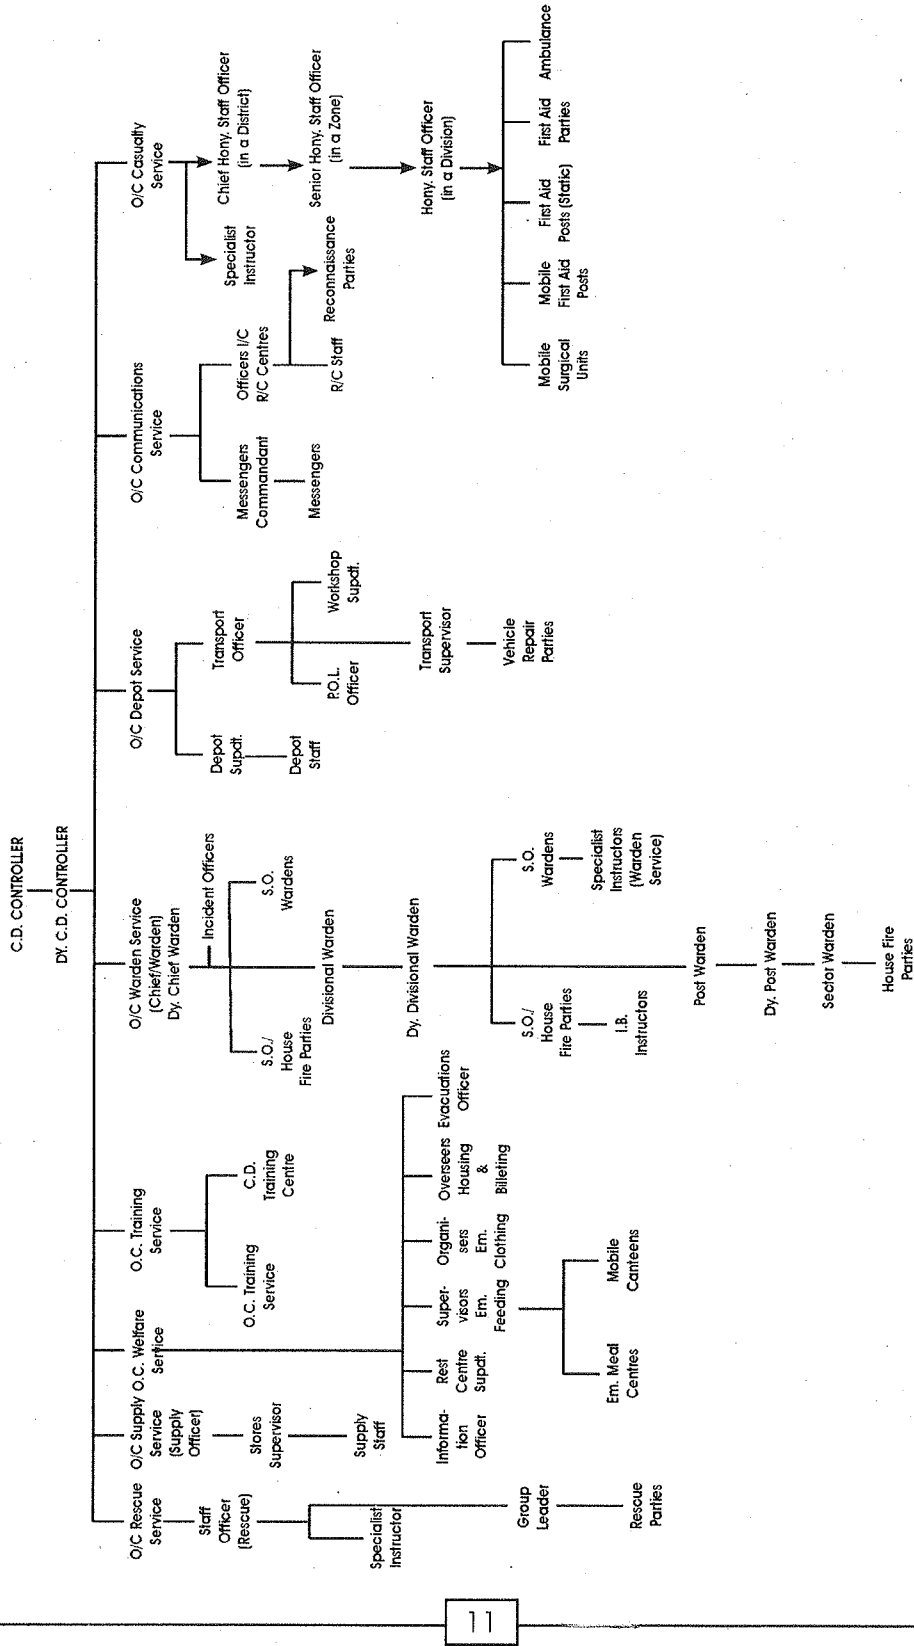 C.D. CONTROLLER
DY. C.D. CONTROLLER
O/C Rescue
Service
Staff
Officer
(Rescue)
Specialist
Instructor
Group
Leader
Rescue
Parties
O/C Supply
Service
(Supply
Officer)
Stores
Supervisor
Supply
Staff
O.C. Welfare
Service
Informa-
tion
Officer
Rest
Centre
Supdt.
Super-
visors
Em.
Feeding
Em. Meat
Centres
Mobile
Canteens
Organi-
sers
Em.
Clothing
Overseers
Housing
&
Billeting
Evacuations
Officer
O.C. Training
Service
O.C. Training
Service
C.D.
Training
Centre
O/C Warden Service
(Chief/Warden)
Dy. Chief Warden
Incident Officers
S.O./
House
Fire Parties
S.O.
Wardens
Divisional Warden
Dy. Divisional Warden
S.O./
House
Fire Parties
I.B.
Instructors
S.O.
Wardens
Specialist
Instructors
(Warden
Service)
Post Warden
Dy. Post Warden
Sector Warden
House Fire
Parties
O/C Depot Service
Depot
Supdt.
Depot
Staff
Transport
Officer
P.O.L.
Officer
Workshop
Supdt.
Transport
Supervisor
Vehicle
Repair
Parties
O/C Communications
Service
Messengers
Commandant
Messengers
Officers I/C
R/C Centres
R/C Staff
Reconnaissance
Parties
O/C Casualty
Service
Specialist
Instructor
Chief Hony. Staff Officer
(in a District)
Senior Hony. Staff Officer
(in a Zone)
Hony. Staff Officer
(in a Division)
Mobile
Surgical
Units
Mobile
First Aid
Posts
First Aid
Posts (Static)
First Aid
Parties
Ambulance
11